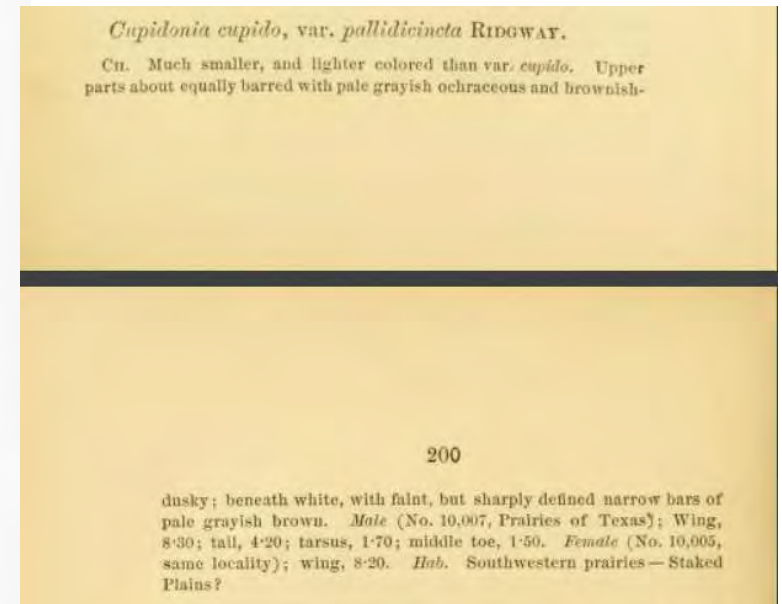 Cupidonia cupido, var. pallidicincta RIDGWAY.
CH. Much smaller, and lighter colored than var. cupido. Upper
parts about equally barred with pale grayish ochraceous and brownish-
200
dusky; beneath white, with faint, but sharply defined narrow bars of
pale grayish brown. Male (No. 10,007, Prairies of Texas); Wing,
8·30; tail, 4·20; tarsus, 1·70; middle toe, 1·50. Female (No. 10,005,
same locality); wing, 8·20. Hab. Southwestern prairies — Staked
Plains?